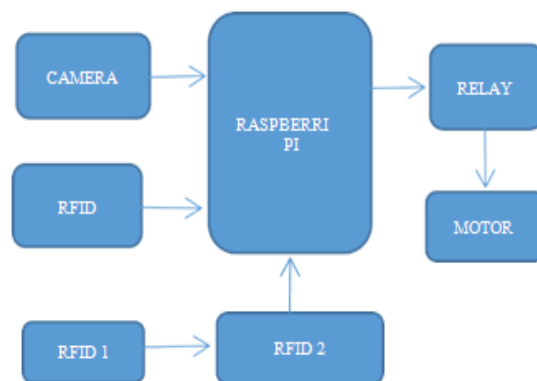 CAMERA
RASPBERRI
PI
RELAY
RFID
MOTOR
RFID 1
RFID 2